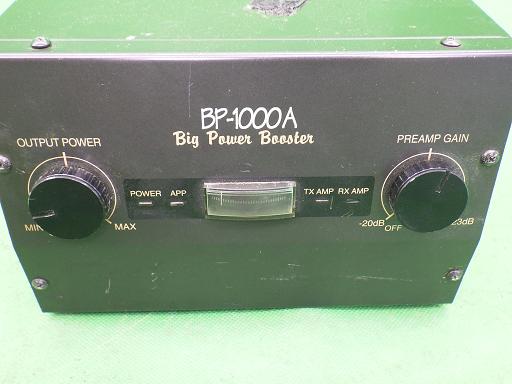 BP-1000A
Big Power Booster
OUTPUT POWER
PREAMP GAIN
POWER APP
TX AMP RX AMP
MIN
MAX
-20dB
OFF
23dB